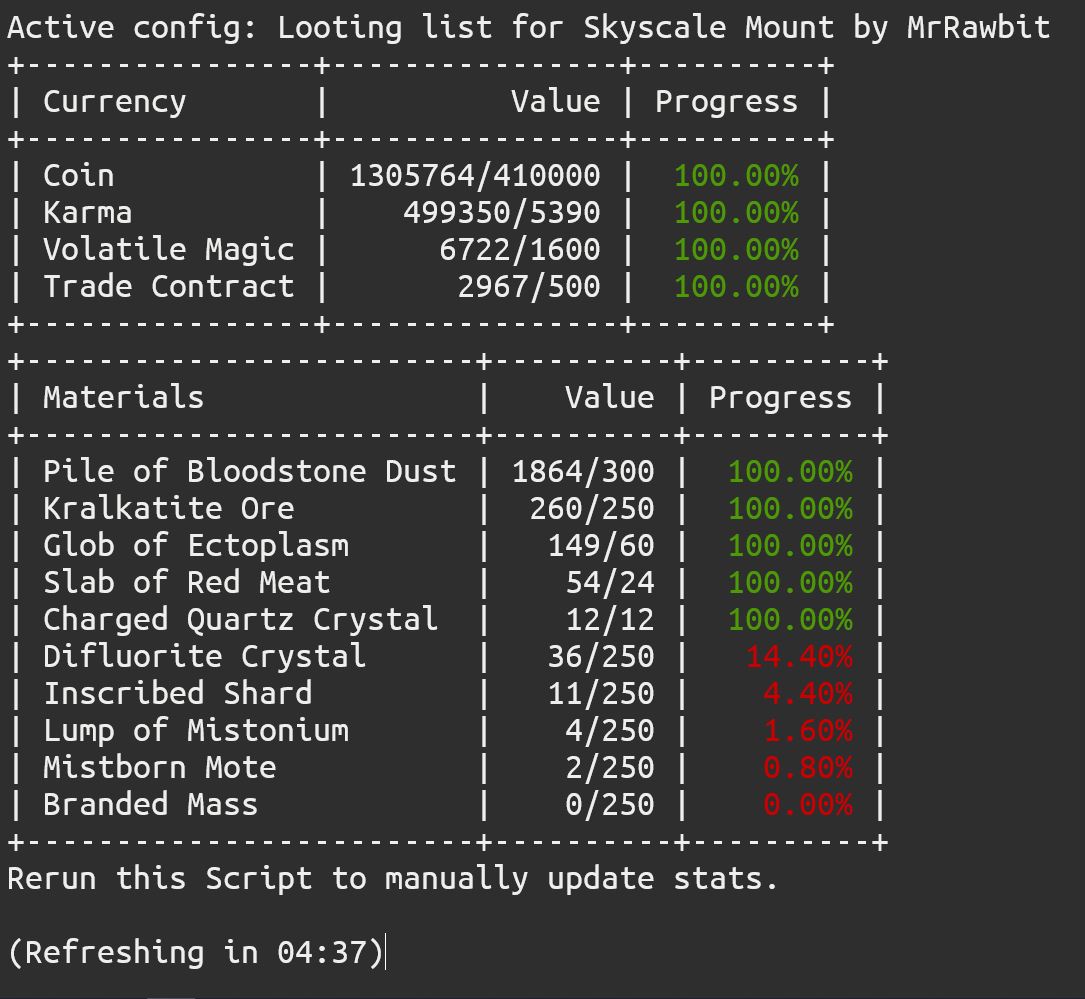 Active config: Looting list for Skyscale Mount by MrRawbit
+----------------+----------------+----------+
| Currency       |          Value | Progress |
+----------------+----------------+----------+
| Coin           | 1305764/410000 |  100.00% |
| Karma          |    499350/5390 |  100.00% |
| Volatile Magic |      6722/1600 |  100.00% |
| Trade Contract |       2967/500 |  100.00% |
+----------------+----------------+----------+
+-------------------------+----------+----------+
| Materials               |    Value | Progress |
+-------------------------+----------+----------+
| Pile of Bloodstone Dust | 1864/300 |  100.00% |
| Kralkatite Ore          |  260/250 |  100.00% |
| Glob of Ectoplasm       |   149/60 |  100.00% |
| Slab of Red Meat        |    54/24 |  100.00% |
| Charged Quartz Crystal  |    12/12 |  100.00% |
| Difluorite Crystal      |   36/250 |   14.40% |
| Inscribed Shard         |   11/250 |    4.40% |
| Lump of Mistonium       |    4/250 |    1.60% |
| Mistborn Mote           |    2/250 |    0.80% |
| Branded Mass            |    0/250 |    0.00% |
+-------------------------+----------+----------+
Rerun this Script to manually update stats.
(Refreshing in 04:37)